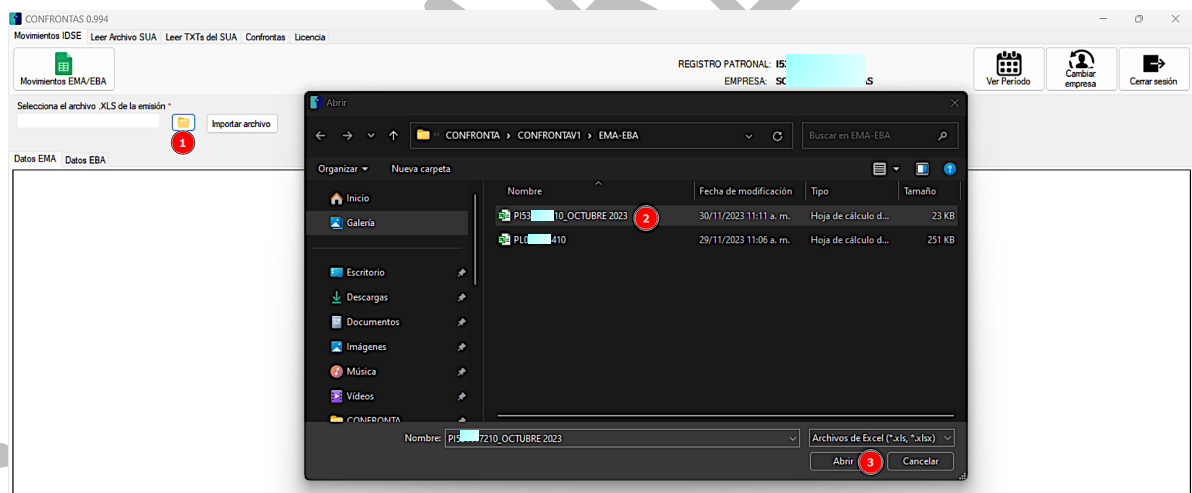 CONFRONTAS 0.994
Movimientos IDSE Leer Archivo SUA Leer TXTs del SUA Confrontas Licencia
Movimientos EMA/EBA
REGISTRO PATRONAL: I5
EMPRESA: SO S
Ver Periodo
Cambiar empresa
Cerrar sesión
Selecciona el archivo .XLS de la emisión *
Importar archivo
1
Datos EMA Datos EBA
Abrir
« CONFRONTA › CONFRONTAV1 › EMA-EBA
Buscar en EMA-EBA
Organizar Nueva carpeta
Nombre Fecha de modificación Tipo Tamaño
PI53 10_OCTUBRE 2023 2 30/11/2023 11:11 a. m. Hoja de cálculo d... 23 KB
PL0 410 29/11/2023 11:06 a. m. Hoja de cálculo d... 251 KB
Inicio
Galería
Escritorio
Descargas
Documentos
Imágenes
Música
Vídeos
CONFRONTA
Nombre: PI5 7210_OCTUBRE 2023 Archivos de Excel (*.xls, *.xlsx)
Abrir 3 Cancelar